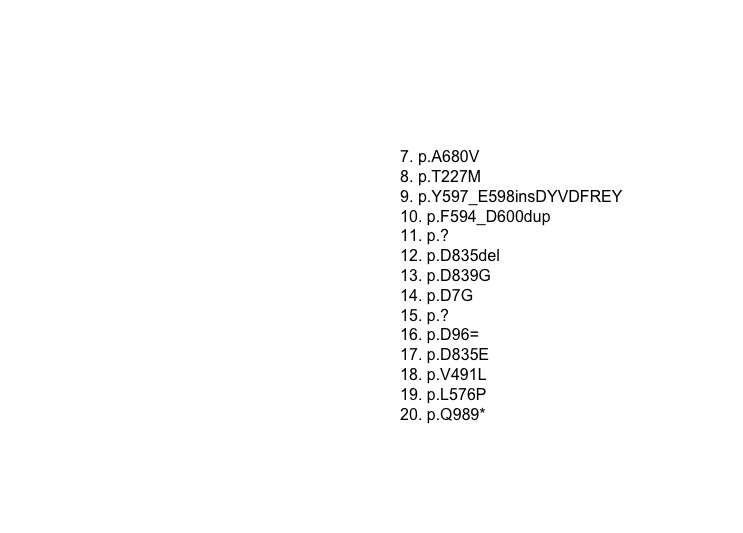 7. p.A680V
8. p.T227M
9. p.Y597_E598insDYVDFREY
10. p.F594_D600dup
11. p.?
12. p.D835del
13. p.D839G
14. p.D7G
15. p.?
16. p.D96=
17. p.D835E
18. p.V491L
19. p.L576P
20. p.Q989*